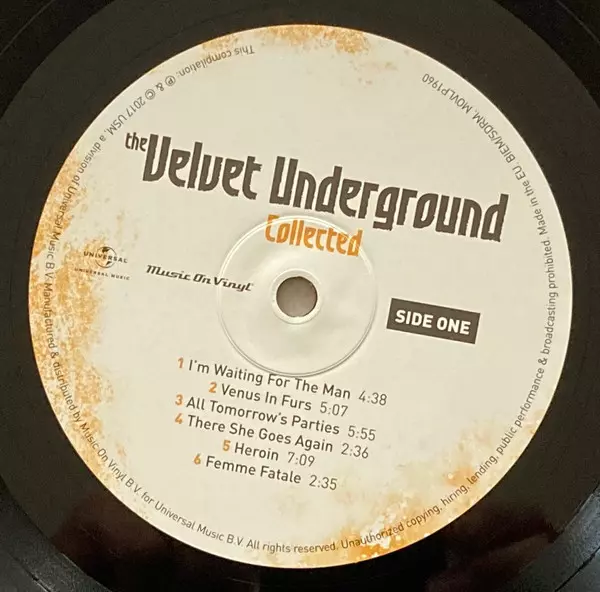 the Velvet Underground
Collected
UNIVERSAL
UNIVERSAL MUSIC
Music On Vinyl
SIDE ONE
1 I'm Waiting For The Man 4:38
2 Venus In Furs 5:07
3 All Tomorrow's Parties 5:55
4 There She Goes Again 2:36
5 Heroin 7:09
6 Femme Fatale 2:35
This compilation: ℗ & © 2017 USM, a division of Universal Music B.V. Manufactured & distributed by Music On Vinyl B.V. for Universal Music B.V. All rights reserved. Unauthorized copying, hiring, lending, public performance & broadcasting prohibited. Made in the EU. BIEM/SDRM, MOVLP1960